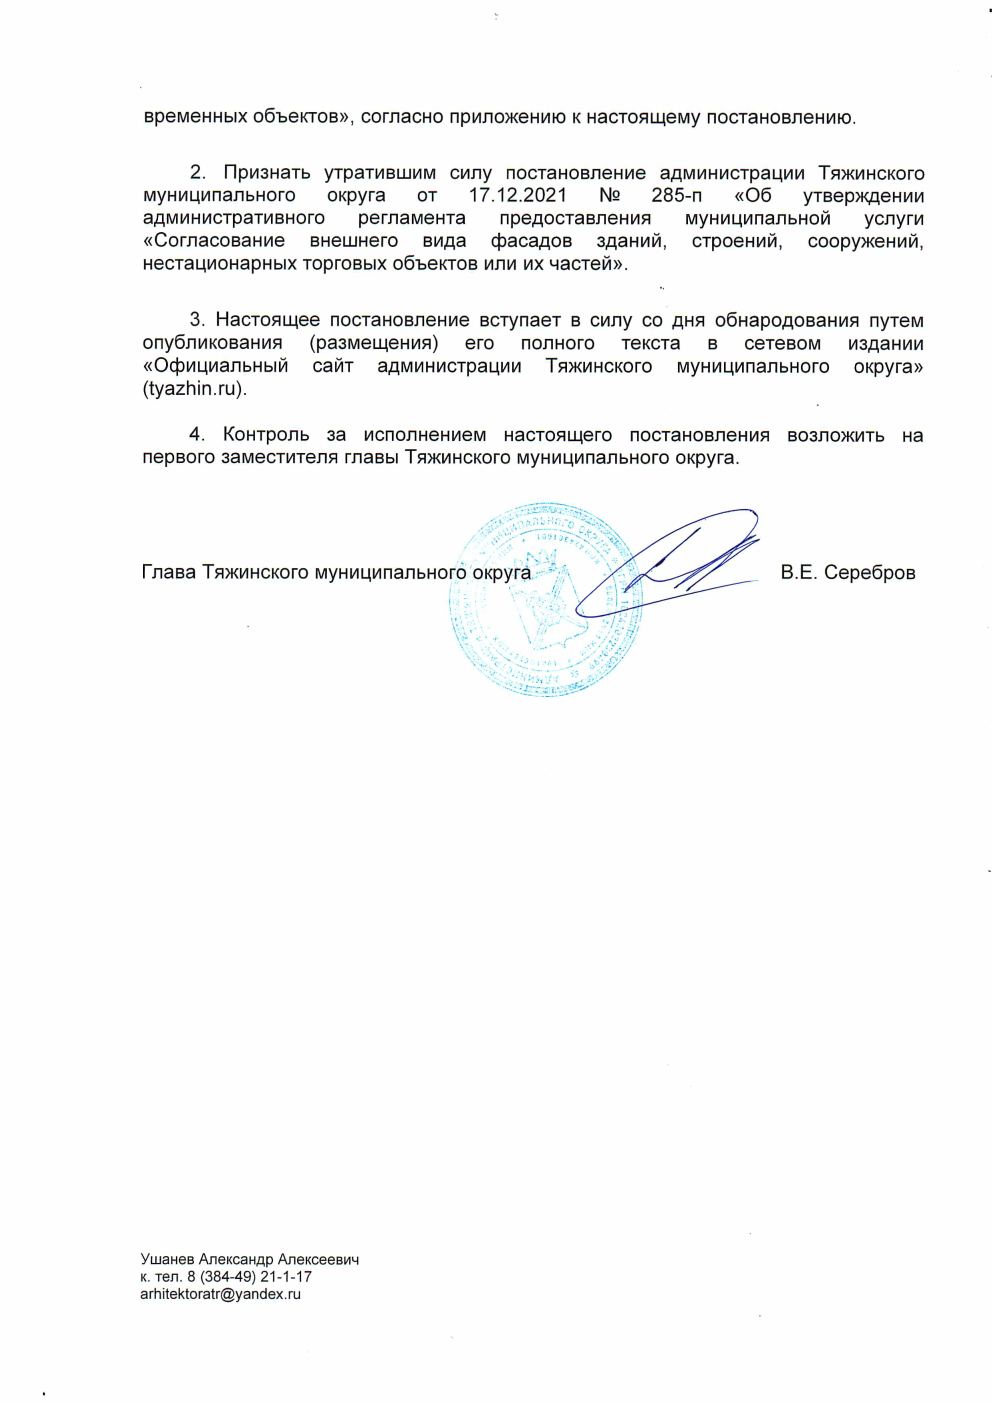 временных объектов», согласно приложению к настоящему постановлению.
2. Признать утратившим силу постановление администрации Тяжинского
муниципального округа от 17.12.2021 № 285-п «Об утверждении
административного регламента предоставления муниципальной услуги
«Согласование внешнего вида фасадов зданий, строений, сооружений,
нестационарных торговых объектов или их частей».
3. Настоящее постановление вступает в силу со дня обнародования путем
опубликования (размещения) его полного текста в сетевом издании
«Официальный сайт администрации Тяжинского муниципального округа»
(tyazhin.ru).
4. Контроль за исполнением настоящего постановления возложить на
первого заместителя главы Тяжинского муниципального округа.
Глава Тяжинского муниципального округа В.Е. Серебров
Ушанев Александр Алексеевич
к. тел. 8 (384-49) 21-1-17
arhitektoratr@yandex.ru